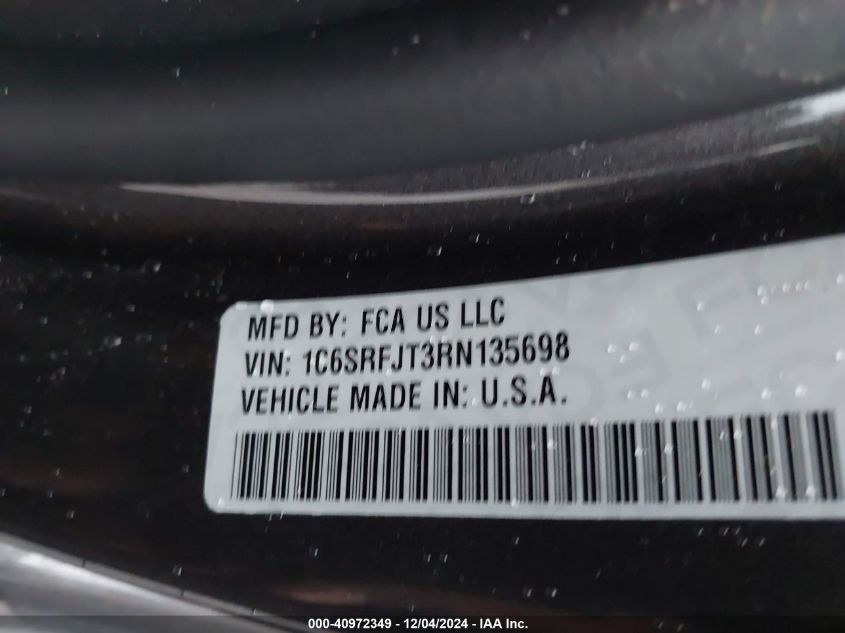 MFD BY: FCA US LLC
VIN: 1C6SRFJT3RN135698
VEHICLE MADE IN: U.S.A.
000-40972349 - 12/04/2024 - IAA Inc.